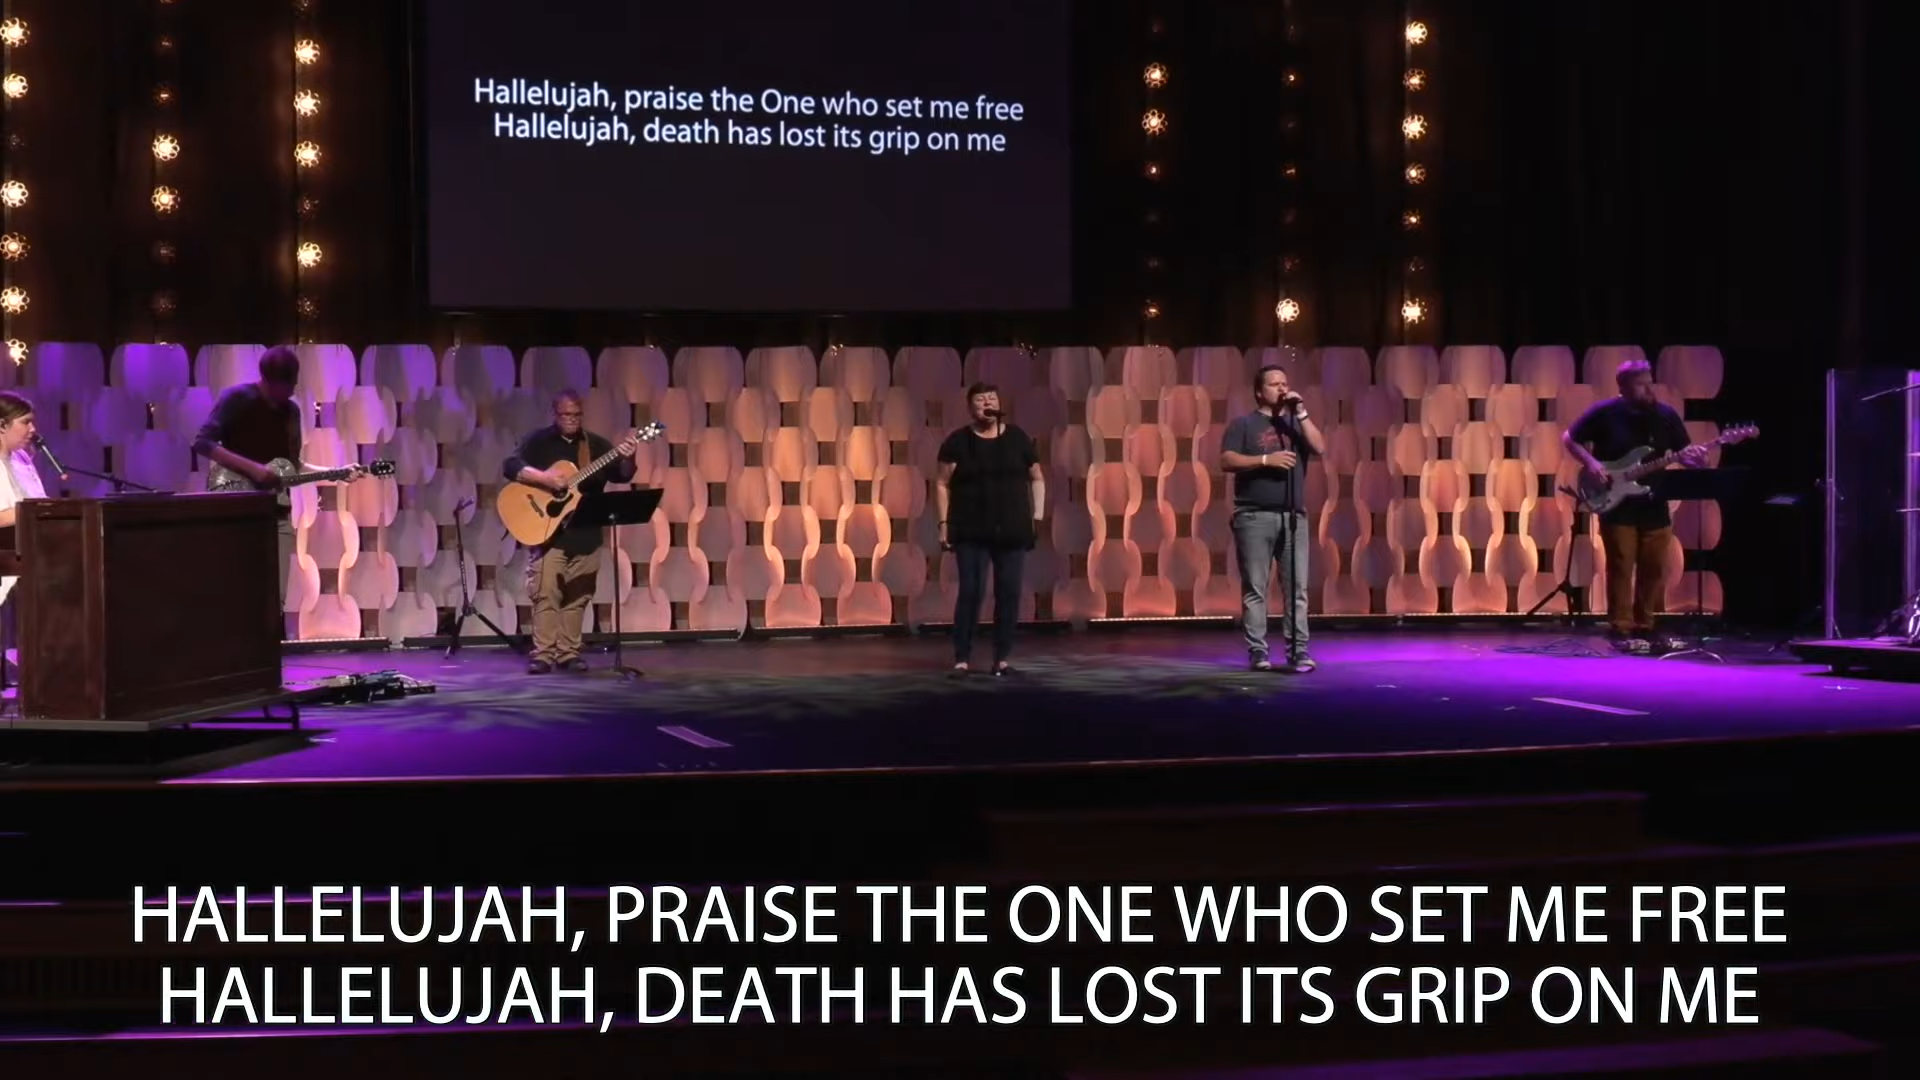 Hallelujah, praise the One who set me free
Hallelujah, death has lost its grip on me
HALLELUJAH, PRAISE THE ONE WHO SET ME FREE
HALLELUJAH, DEATH HAS LOST ITS GRIP ON ME